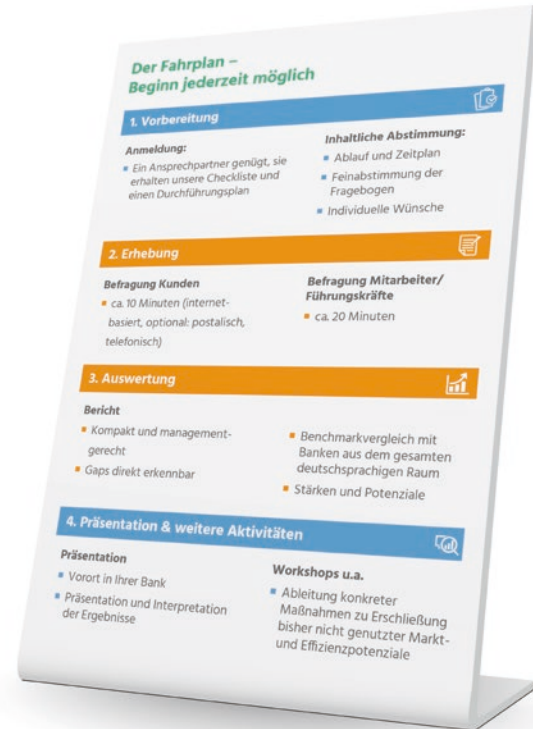 Der Fahrplan –
Beginn jederzeit möglich
1. Vorbereitung
Anmeldung:
Ein Ansprechpartner genügt, sie
erhalten unsere Checkliste und
einen Durchführungsplan
Inhaltliche Abstimmung:
Ablauf und Zeitplan
Feinabstimmung der
Fragebogen
Individuelle Wünsche
2. Erhebung
Befragung Kunden
ca. 10 Minuten (internet-
basiert, optional: postalisch,
telefonisch)
Befragung Mitarbeiter/
Führungskräfte
ca. 20 Minuten
3. Auswertung
Bericht
Kompakt und management-
gerecht
Gaps direkt erkennbar
Benchmarkvergleich mit
Banken aus dem gesamten
deutschsprachigen Raum
Stärken und Potenziale
4. Präsentation & weitere Aktivitäten
Präsentation
Vorort in Ihrer Bank
Präsentation und Interpretation
der Ergebnisse
Workshops u.a.
Ableitung konkreter
Maßnahmen zu Erschließung
bisher nicht genutzter Markt-
und Effizienzpotenziale